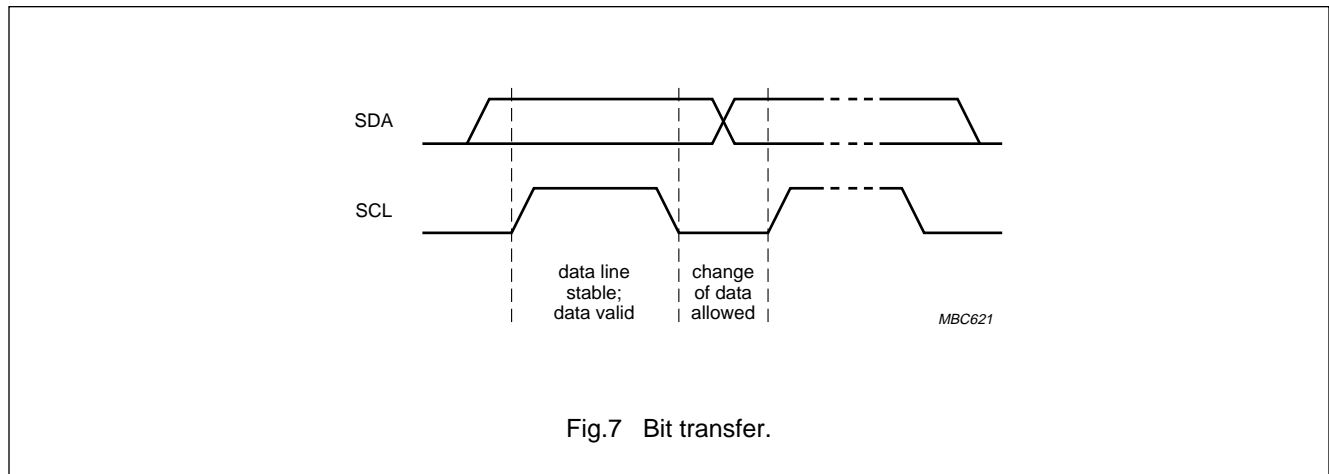 SDA
SCL
data line
stable;
data valid
change
of data
allowed
MBC621
Fig.7 Bit transfer.